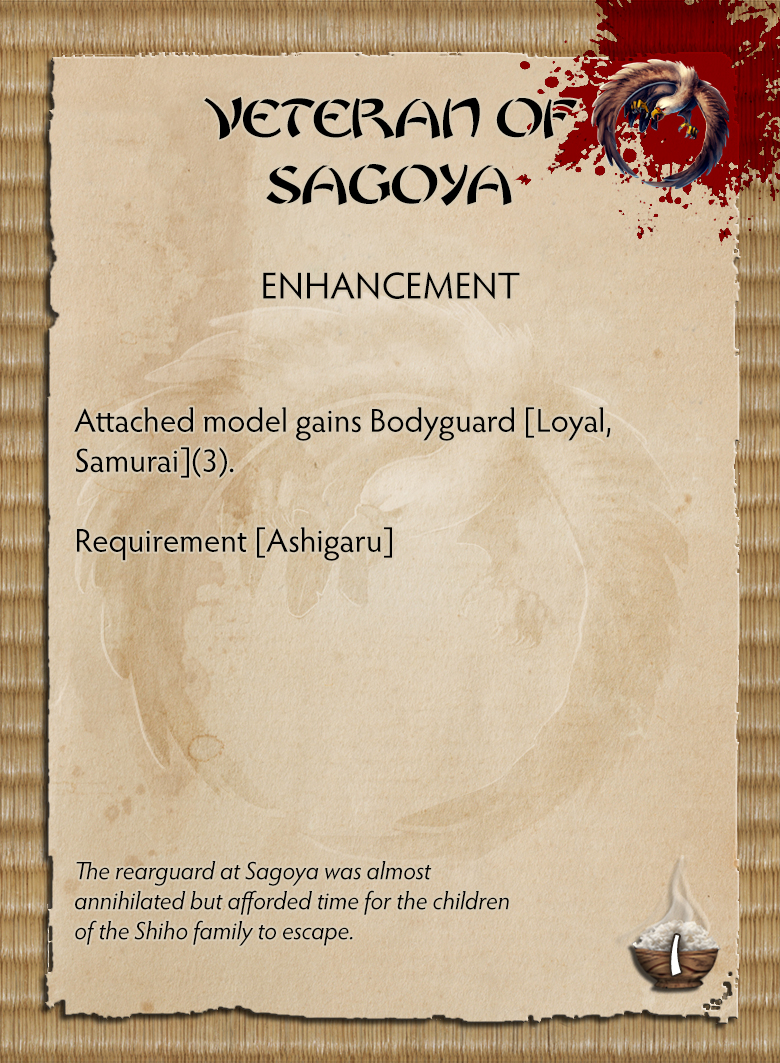 VETERAN OF
SAGOYA
ENHANCEMENT
Attached model gains Bodyguard [Loyal,
Samurai](3).
Requirement [Ashigaru]
The rearguard at Sagoya was almost
annihilated but afforded time for the children
of the Shiho family to escape.
1